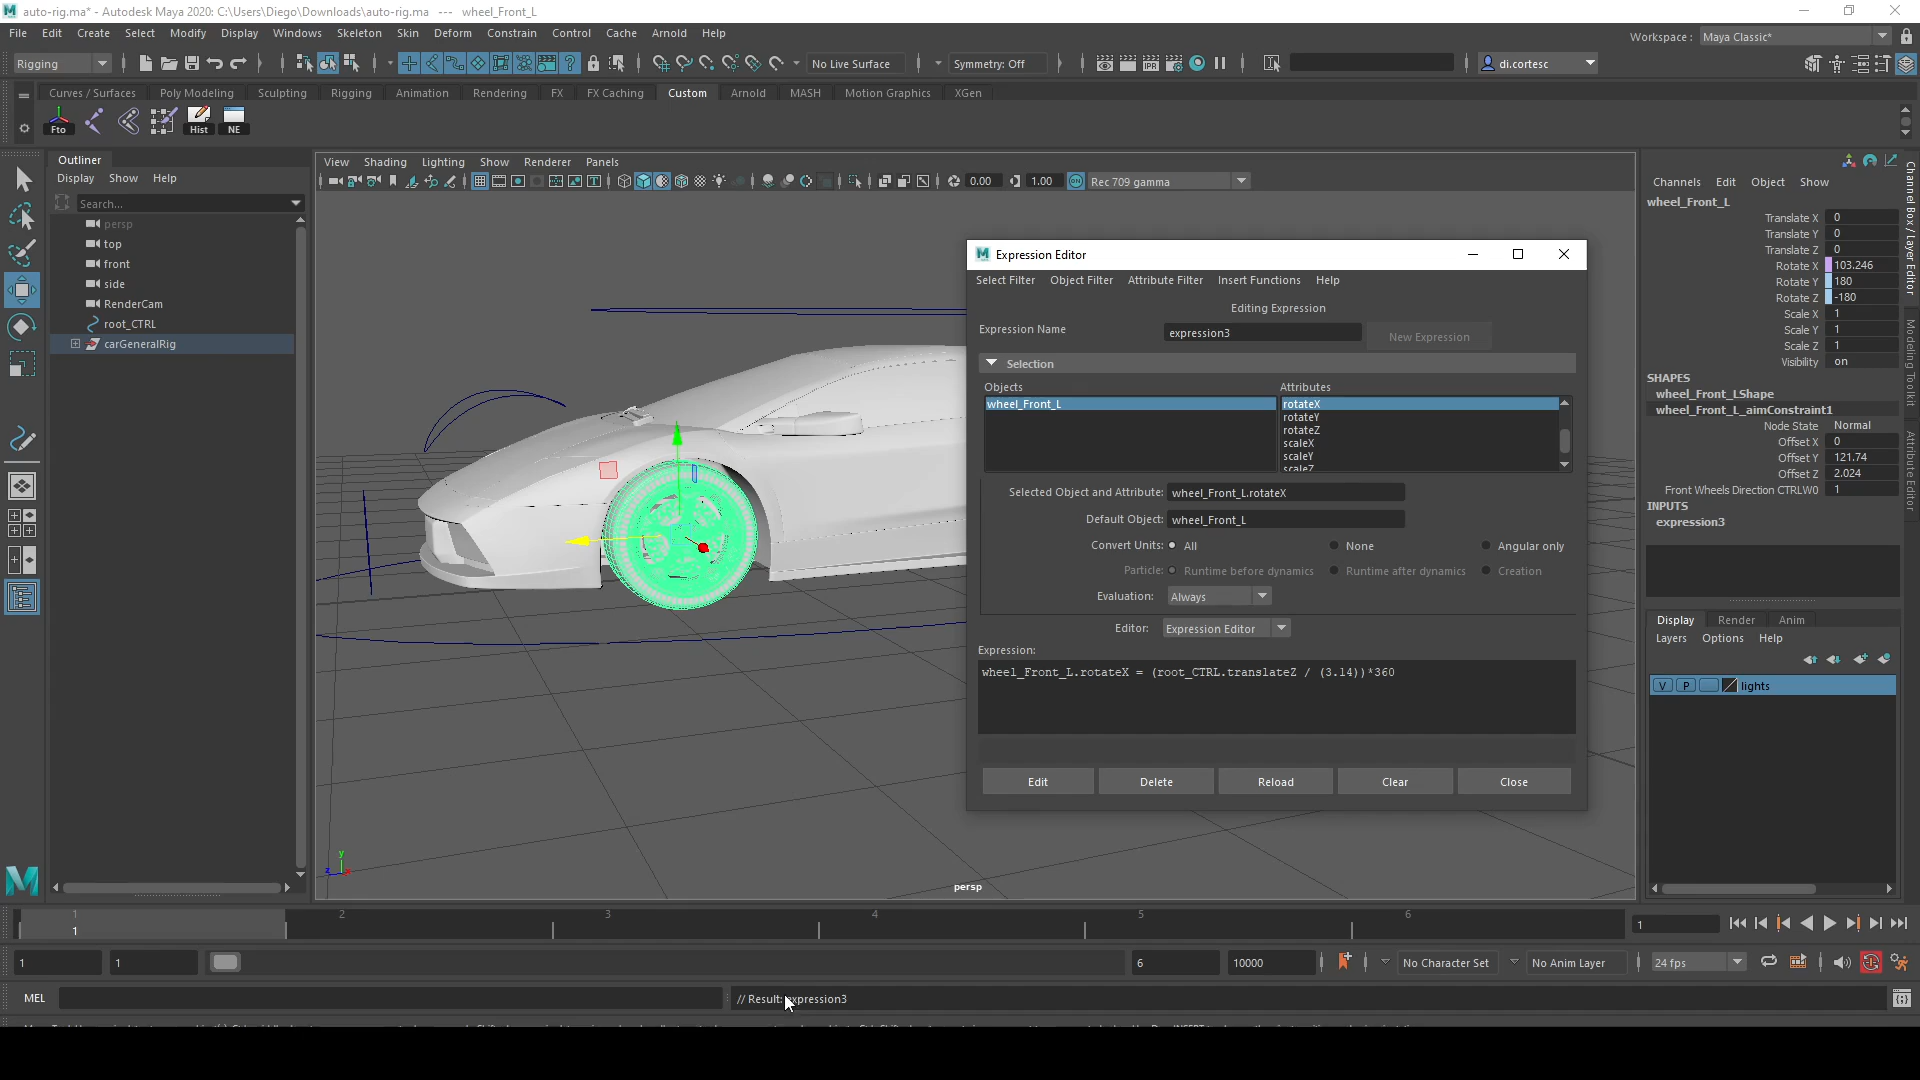 auto-rig.ma* - Autodesk Maya 2020: C:\Users\Diego\Downloads\auto-rig.ma --- wheel_Front_L
File Edit Create Select Modify Display Windows Skeleton Skin Deform Constrain Control Cache Arnold Help
Workspace : Maya Classic*
Rigging No Live Surface Symmetry: Off di.cortesc
Curves / Surfaces Poly Modeling Sculpting Rigging Animation Rendering FX FX Caching Custom Arnold MASH Motion Graphics XGen
Fto Hist NE
Outliner
Display Show Help
Search...
persp
top
front
side
RenderCam
root_CTRL
carGeneralRig
View Shading Lighting Show Renderer Panels
0.00 1.00 Rec 709 gamma
persp
y
z
Expression Editor
Select Filter Object Filter Attribute Filter Insert Functions Help
Editing Expression
Expression Name expression3 New Expression
Selection
Objects Attributes
wheel_Front_L rotateX
rotateY
rotateZ
scaleX
scaleY
scaleZ
Selected Object and Attribute: wheel_Front_L.rotateX
Default Object: wheel_Front_L
Convert Units: All None Angular only
Particle: Runtime before dynamics Runtime after dynamics Creation
Evaluation: Always
Editor: Expression Editor
Expression:
wheel_Front_L.rotateX = (root_CTRL.translateZ / (3.14))*360
Edit Delete Reload Clear Close
Channels Edit Object Show
wheel_Front_L
Translate X 0
Translate Y 0
Translate Z 0
Rotate X 103.246
Rotate Y 180
Rotate Z -180
Scale X 1
Scale Y 1
Scale Z 1
Visibility on
SHAPES
wheel_Front_LShape
wheel_Front_L_aimConstraint1
Node State Normal
Offset X 0
Offset Y 121.74
Offset Z 2.024
Front Wheels Direction CTRLW0 1
INPUTS
expression3
Display Render Anim
Layers Options Help
V P lights
Channel Box / Layer Editor
Modeling Toolkit
Attribute Editor
1 2 3 4 5 6
1 1
1 1 6 10000 No Character Set No Anim Layer 24 fps
MEL // Result: expression3